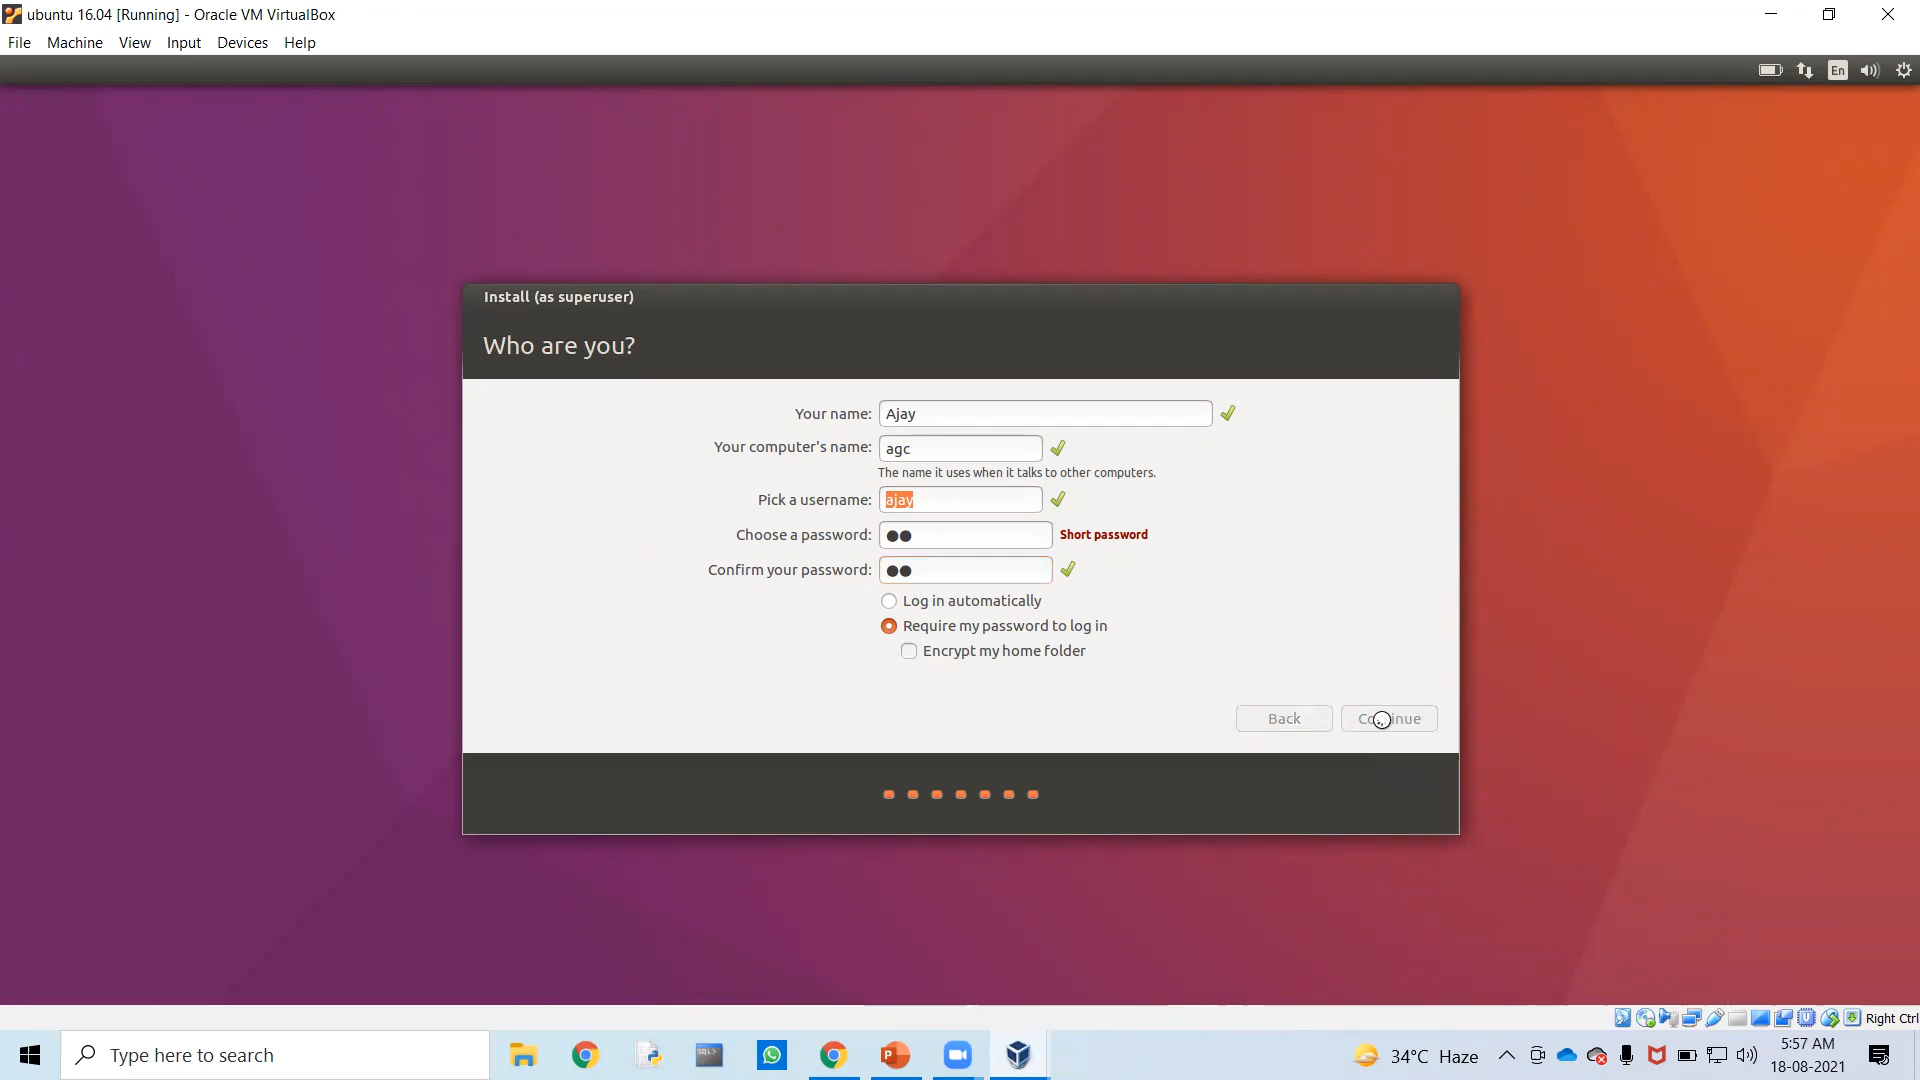 ubuntu 16.04 [Running] - Oracle VM VirtualBox
File Machine View Input Devices Help
En
Install (as superuser)
Who are you?
Your name: Ajay
Your computer's name: agc
The name it uses when it talks to other computers.
Pick a username: ajay
Choose a password: ●● Short password
Confirm your password: ●●
Log in automatically
Require my password to log in
Encrypt my home folder
Back Continue
Right Ctrl
Type here to search
SQL
34°C Haze
5:57 AM
18-08-2021